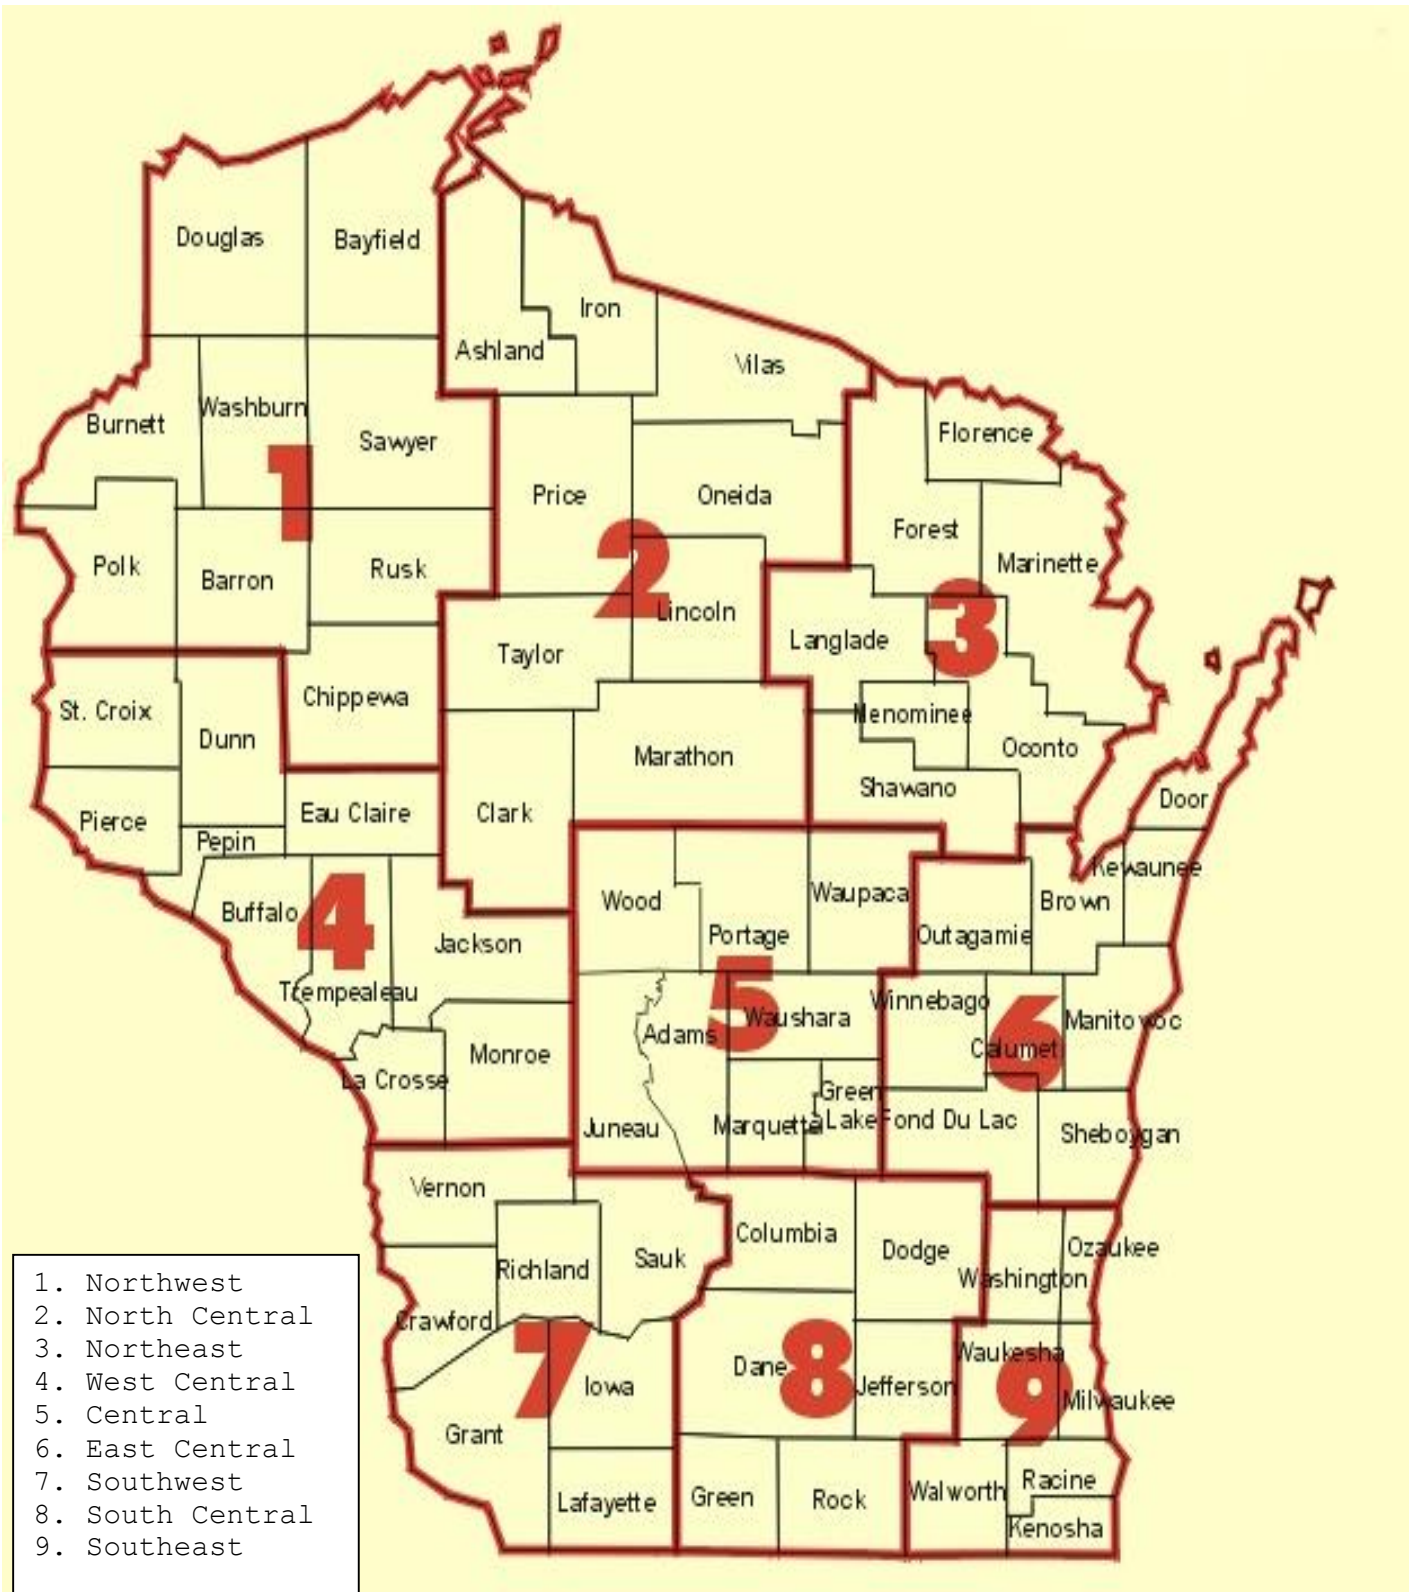 Douglas
Bayfield
Iron
Ashland
Vilas
Burnett
Washburn
Sawyer
Florence
1
Price
Oneida
Forest
Polk
Barron
Rusk
2
Marinette
Lincoln
3
Langlade
Taylor
St. Croix
Chippewa
Menominee
Dunn
Oconto
Marathon
Shawano
Door
Pierce
Eau Claire
Clark
Pepin
Kewaunee
Wood
Waupaca
Brown
Buffalo
4
Jackson
Portage
Outagamie
Trempealeau
5
Winnebago
6
Manitowoc
Adams
Waushara
Calumet
La Crosse
Monroe
Green
Lake
Juneau
Marquette
Fond Du Lac
Sheboygan
Vernon
Columbia
Dodge
Ozaukee
Richland
Sauk
Washington
Crawford
7
Iowa
8
Dane
Jefferson
Waukesha
9
Milwaukee
Grant
Lafayette
Green
Rock
Walworth
Racine
Kenosha
1. Northwest
2. North Central
3. Northeast
4. West Central
5. Central
6. East Central
7. Southwest
8. South Central
9. Southeast